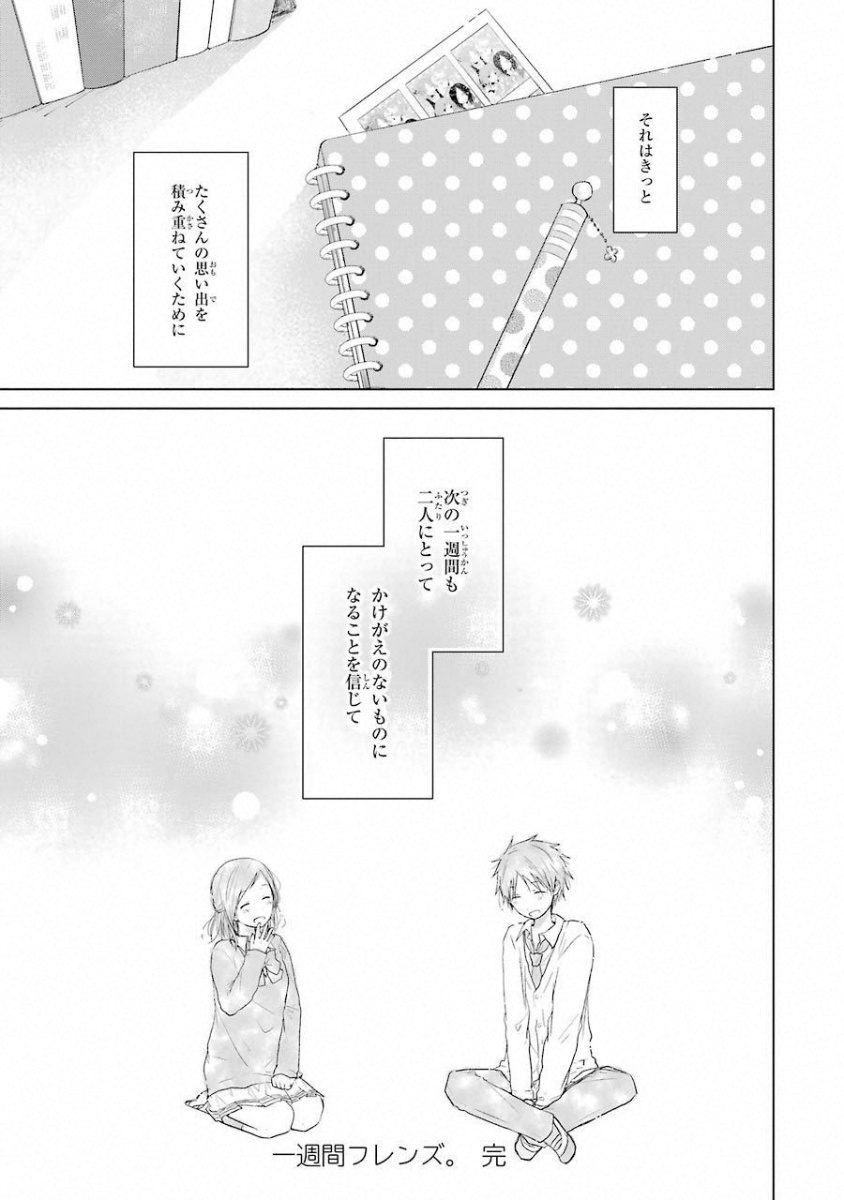 それはきっと
たくさんの思い出を
積み重ねていくために
次の一週間も
二人にとって
かけがえのないものに
なることを信じて
一週間フレンズ。 完